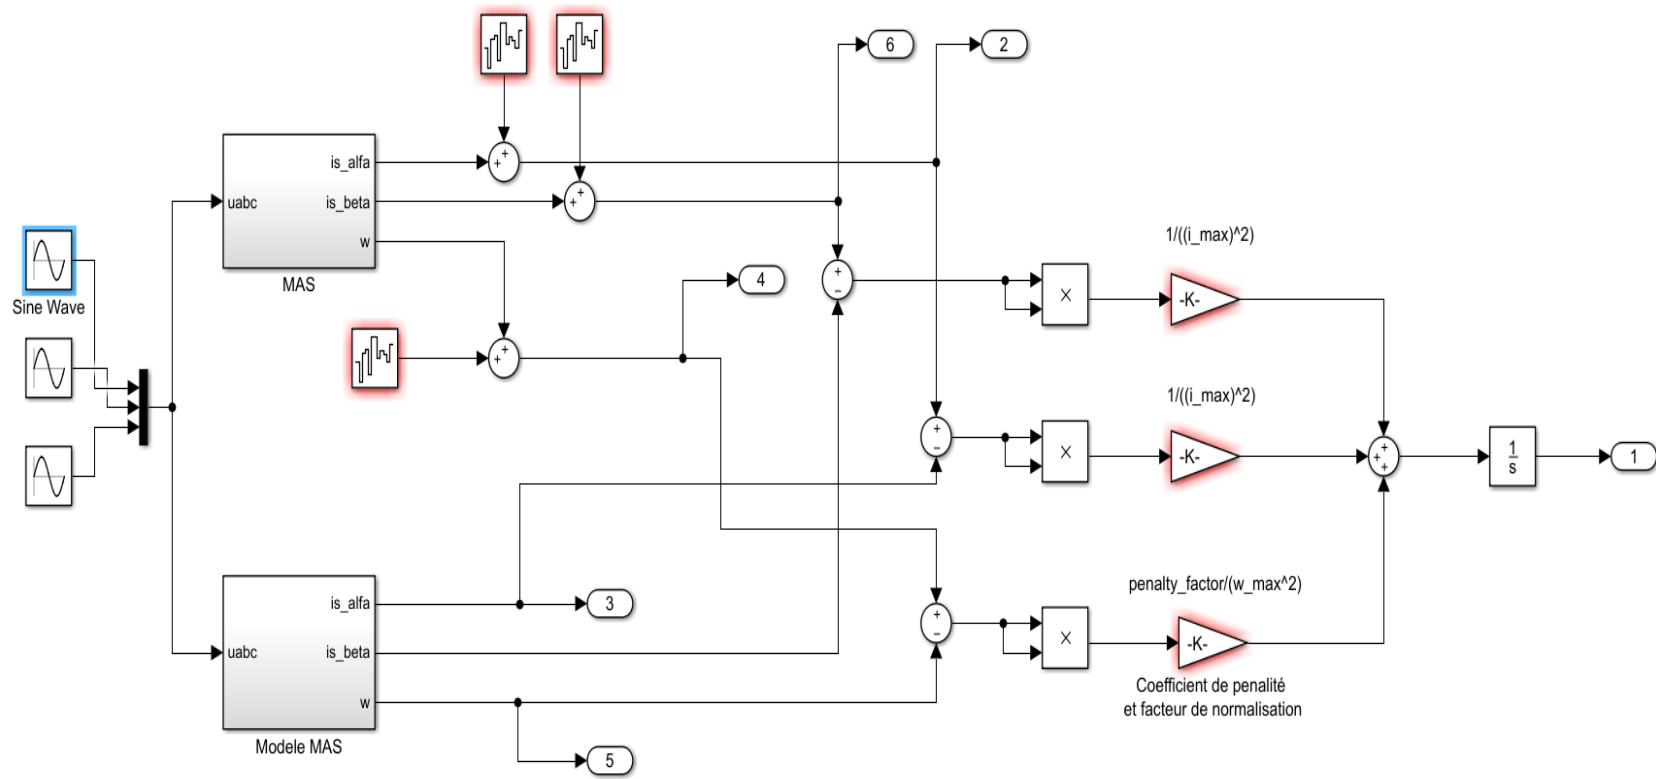 6
2
is_alfa
uabc
is_beta
w
MAS
Sine Wave
4
1/((i_max)^2)
-K-
1/((i_max)^2)
-K-
1
s
1
is_alfa
3
uabc
is_beta
w
Modele MAS
5
penalty_factor/(w_max^2)
-K-
Coefficient de penalité
et facteur de normalisation